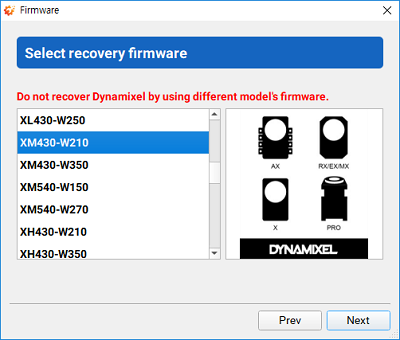 Firmware
Select recovery firmware
Do not recover Dynamixel by using different model's firmware.
XL430-W250
XM430-W210
XM430-W350
XM540-W150
XM540-W270
XH430-W210
XH430-W350
AX
RX/EX/MX
X
PRO
DYNAMIXEL
Prev
Next